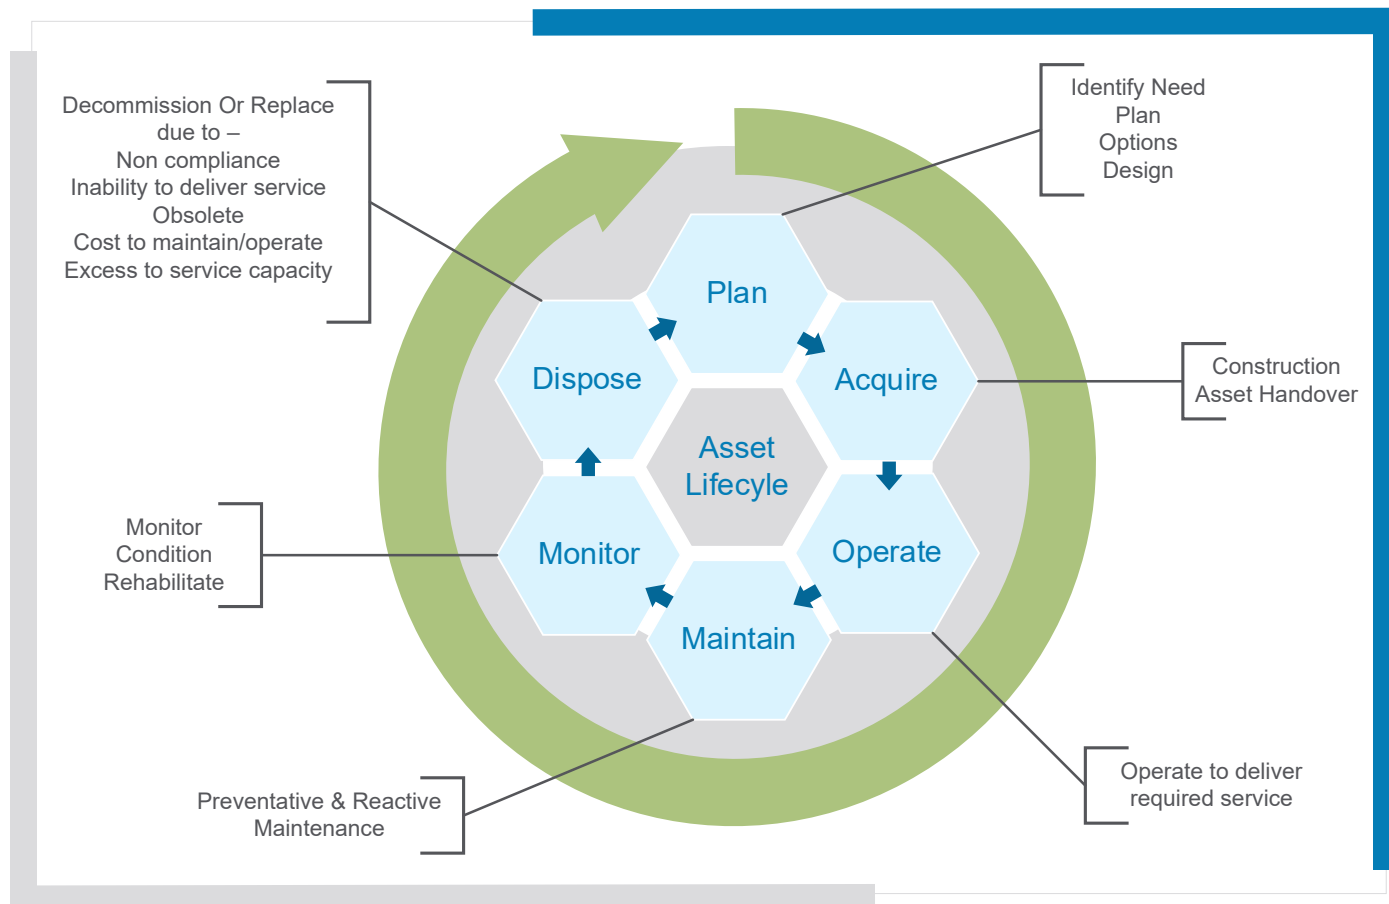 Decommission Or Replace
due to –
Non compliance
Inability to deliver service
Obsolete
Cost to maintain/operate
Excess to service capacity
Identify Need
Plan
Options
Design
Plan
Dispose
Acquire
Construction
Asset Handover
Asset
Lifecyle
Monitor
Condition
Rehabilitate
Monitor
Operate
Maintain
Preventative & Reactive
Maintenance
Operate to deliver
required service